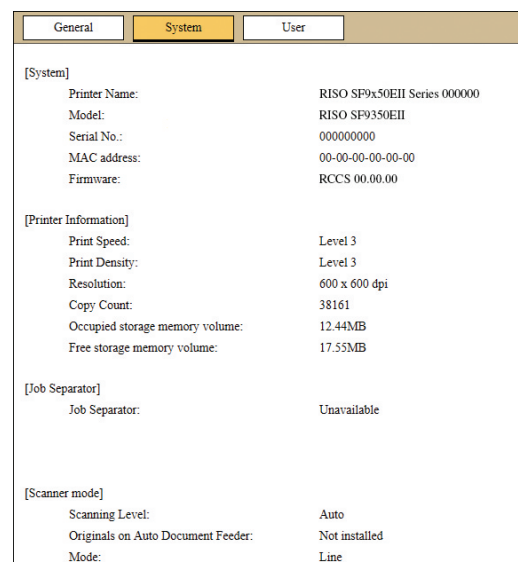 General System User
[System]
Printer Name: RISO SF9x50EII Series 000000
Model: RISO SF9350EII
Serial No.: 000000000
MAC address: 00-00-00-00-00-00
Firmware: RCCS 00.00.00
[Printer Information]
Print Speed: Level 3
Print Density: Level 3
Resolution: 600 x 600 dpi
Copy Count: 38161
Occupied storage memory volume: 12.44MB
Free storage memory volume: 17.55MB
[Job Separator]
Job Separator: Unavailable
[Scanner mode]
Scanning Level: Auto
Originals on Auto Document Feeder: Not installed
Mode: Line